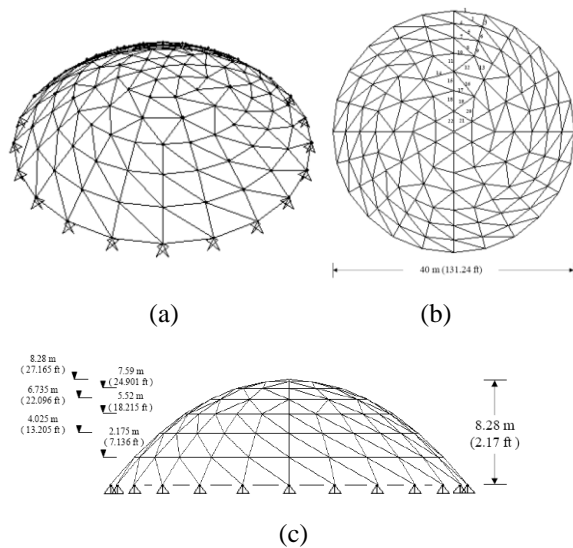 40 m (131.24 ft)
(a)
(b)
8.28 m
(27.165 ft)
7.59 m
(24.901 ft)
6.735 m
(22.096 ft)
5.52 m
(18.215 ft)
4.025 m
(13.205 ft)
2.175 m
(7.136 ft)
8.28 m
(2.17 ft)
(c)